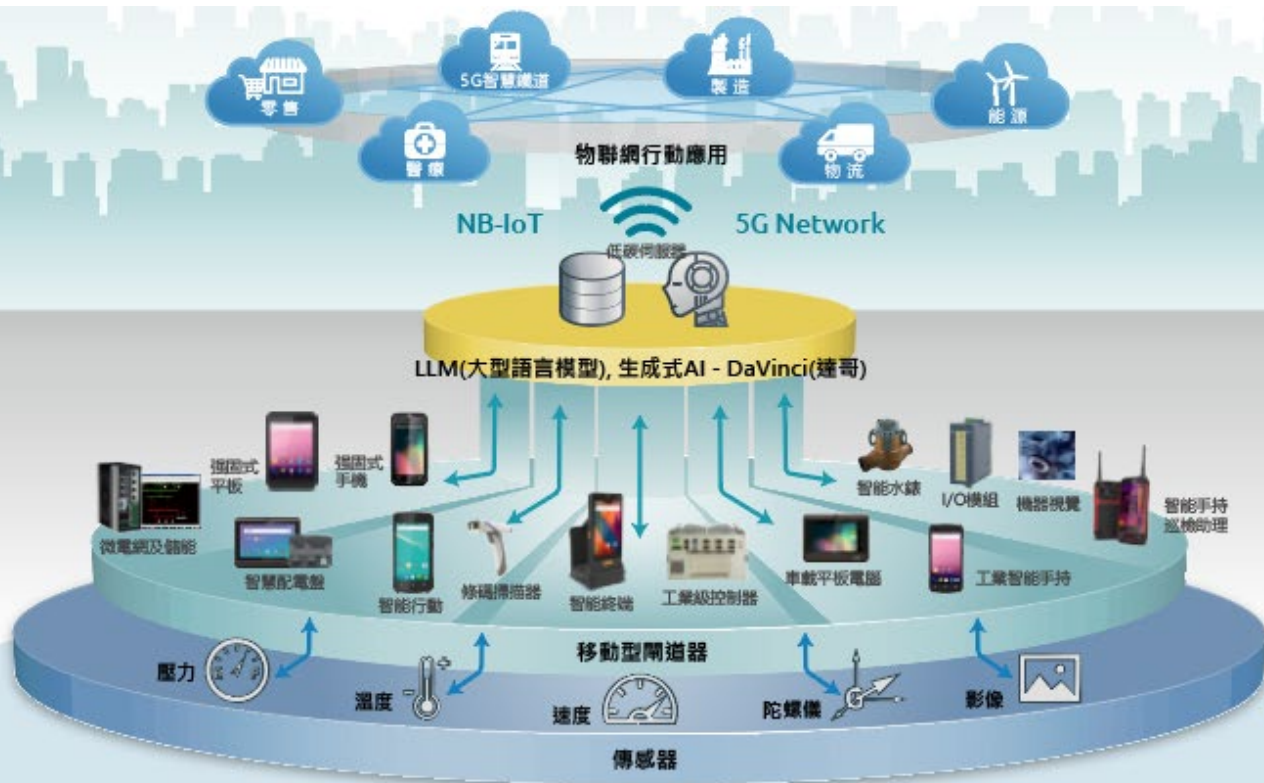 零售
5G智慧鐵道
製造
能源
醫療
物流
物聯網行動應用
NB-IoT
5G Network
低碳伺服器
LLM(大型語言模型), 生成式AI - DaVinci(達哥)
強固式
平板
強固式
手機
智能水錶
I/O模組
機器視覺
智能手持
巡檢助理
微電網及儲能
智慧配電盤
智能行動
條碼掃描器
智能終端
工業級控制器
車載平板電腦
工業智能手持
移動型閘道器
壓力
溫度
速度
陀螺儀
影像
傳感器